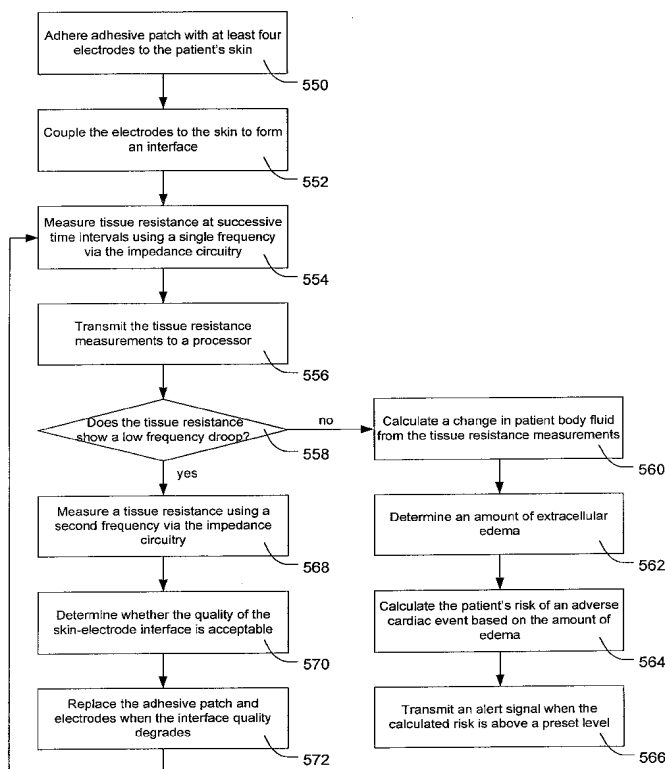 Adhere adhesive patch with at least four
electrodes to the patient's skin
550
Couple the electrodes to the skin to form
an interface
552
Measure tissue resistance at successive
time intervals using a single frequency
via the impedance circuitry
554
Transmit the tissue resistance
measurements to a processor
556
Does the tissue resistance
show a low frequency droop?
558
no
yes
Calculate a change in patient body fluid
from the tissue resistance measurements
560
Determine an amount of extracellular
edema
562
Calculate the patient's risk of an adverse
cardiac event based on the amount of
edema
564
Transmit an alert signal when the
calculated risk is above a preset level
566
Measure a tissue resistance using a
second frequency via the impedance
circuitry
568
Determine whether the quality of the
skin-electrode interface is acceptable
570
Replace the adhesive patch and
electrodes when the interface quality
degrades
572